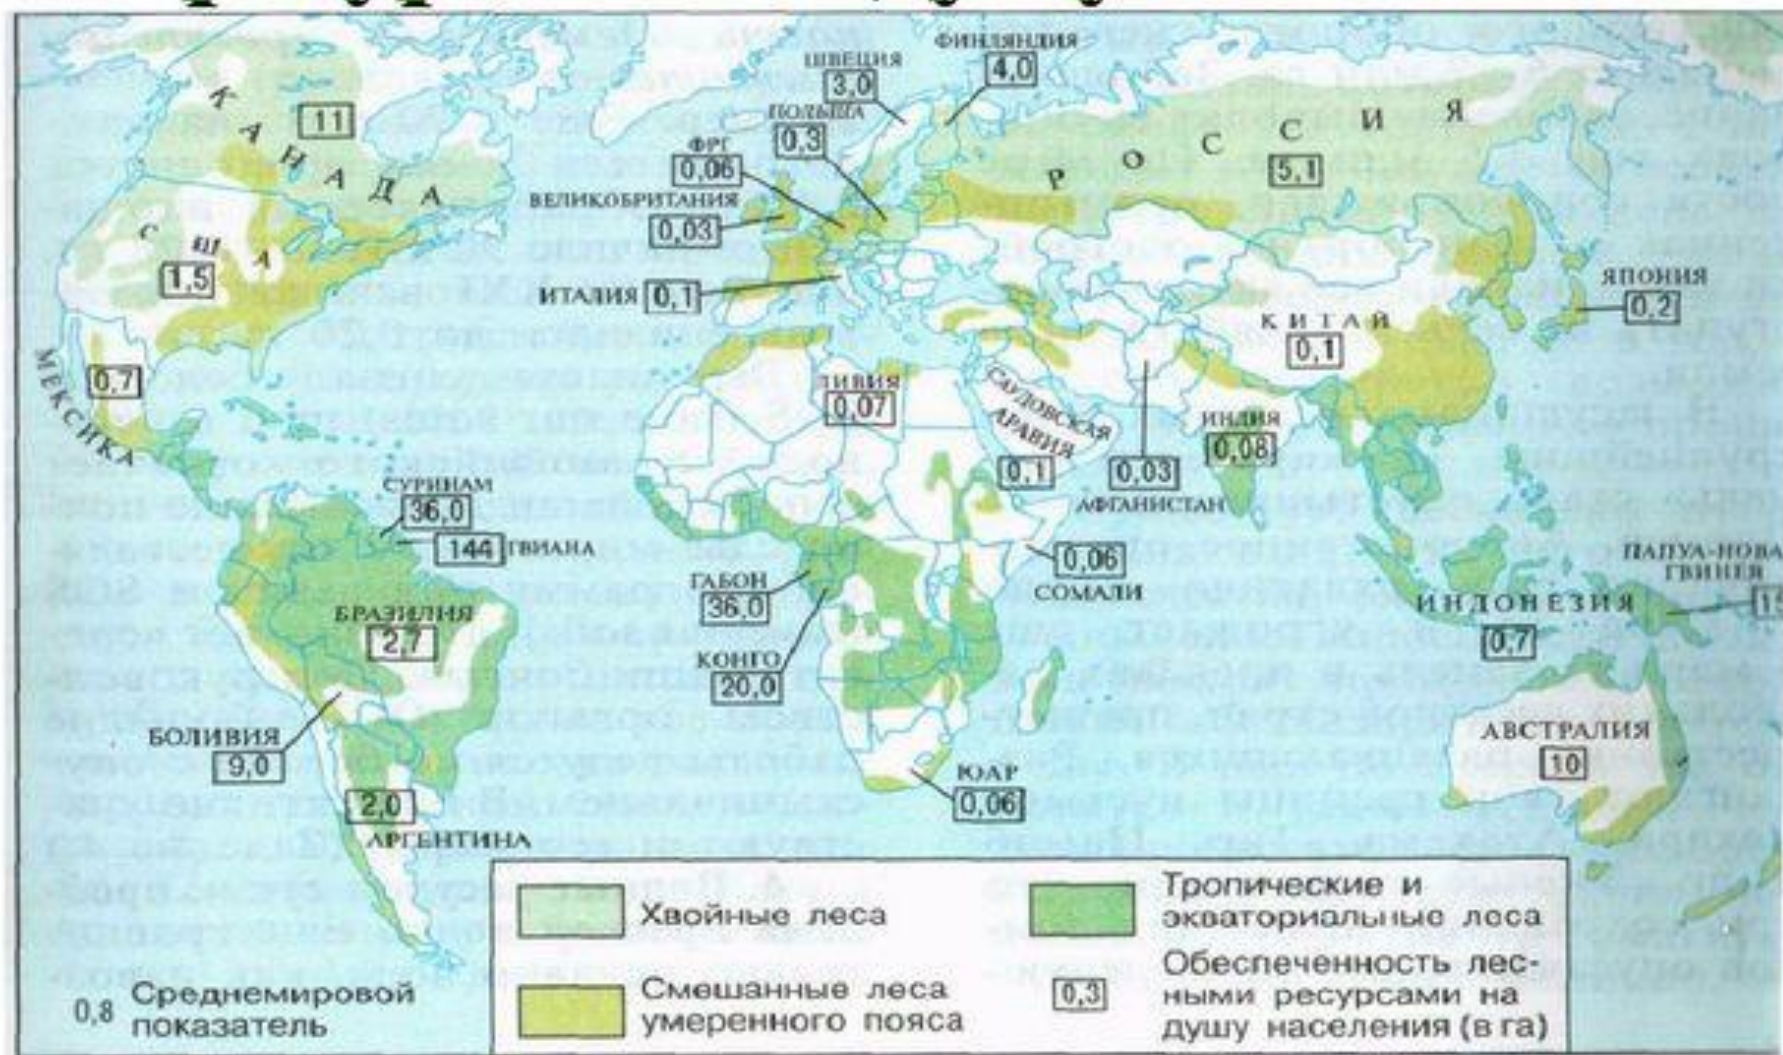 ФИНЛЯНДИЯ
4,0
ШВЕЦИЯ
3,0
ПОЛЬША
0,3
ФРГ
0,06
ВЕЛИКОБРИТАНИЯ
0,03
ИТАЛИЯ 0,1
КАНАДА
11
США
1,5
МЕКСИКА
0,7
РОССИЯ
5,1
ЯПОНИЯ
0,2
КИТАЙ
0,1
ЛИВИЯ
0,07
САУДОВСКАЯ
АРАВИЯ
0,1
0,03
АФГАНИСТАН
ИНДИЯ
0,08
СУРИНАМ
36,0
144 ГВИАНА
БРАЗИЛИЯ
2,7
БОЛИВИЯ
9,0
2,0
АРГЕНТИНА
ГАБОН
36,0
КОНГО
20,0
0,06
СОМАЛИ
ЮАР
0,06
ПАПУА-НОВА
ГВИНЕЯ
ИНДОНЕЗИЯ
0,7
АВСТРАЛИЯ
10
Хвойные леса
Смешанные леса
умеренного пояса
Тропические и
экваториальные леса
0,3
Обеспеченность лес-
ными ресурсами на
душу населения (в га)
0,8 Среднемировой
показатель